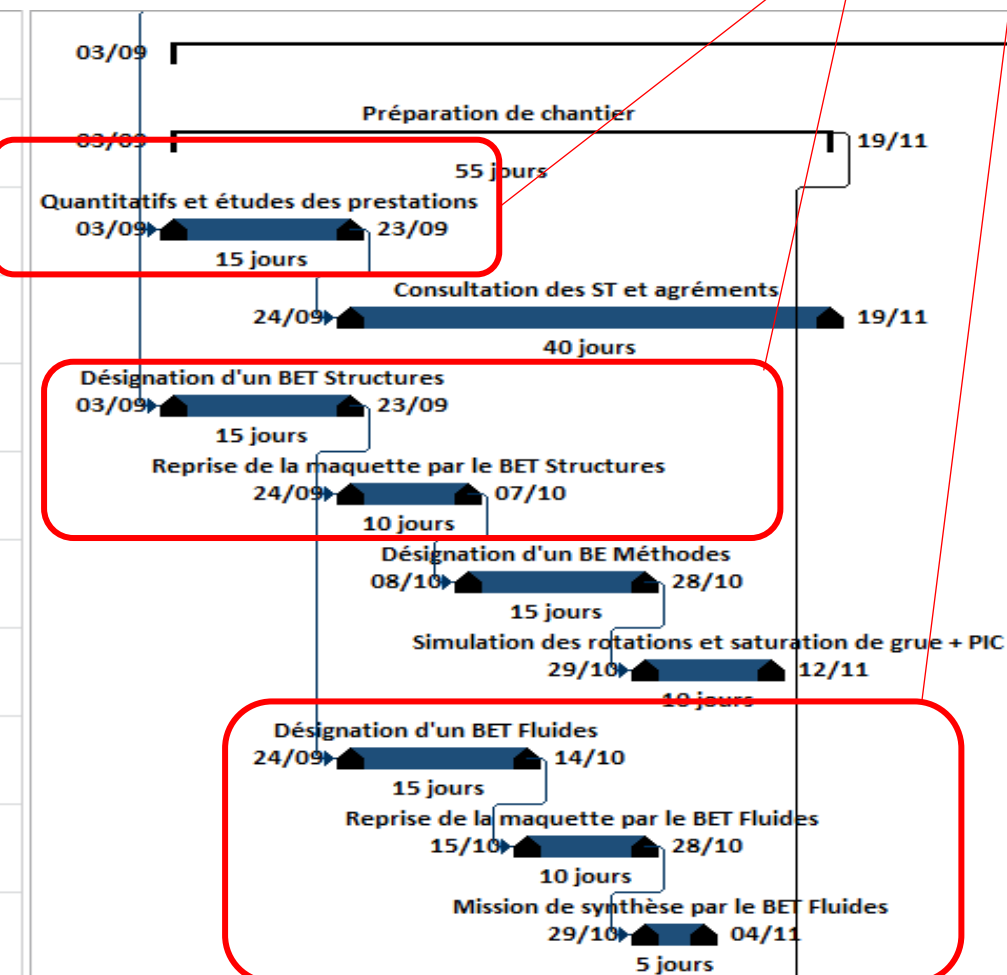 03/09
Préparation de chantier
03/09 19/11
55 jours
Quantitatifs et études des prestations
03/09 23/09
15 jours
Consultation des ST et agréments
24/09 19/11
40 jours
Désignation d'un BET Structures
03/09 23/09
15 jours
Reprise de la maquette par le BET Structures
24/09 07/10
10 jours
Désignation d'un BE Méthodes
08/10 28/10
15 jours
Simulation des rotations et saturation de grue + PIC
29/10 12/11
10 jours
Désignation d'un BET Fluides
24/09 14/10
15 jours
Reprise de la maquette par le BET Fluides
15/10 28/10
10 jours
Mission de synthèse par le BET Fluides
29/10 04/11
5 jours